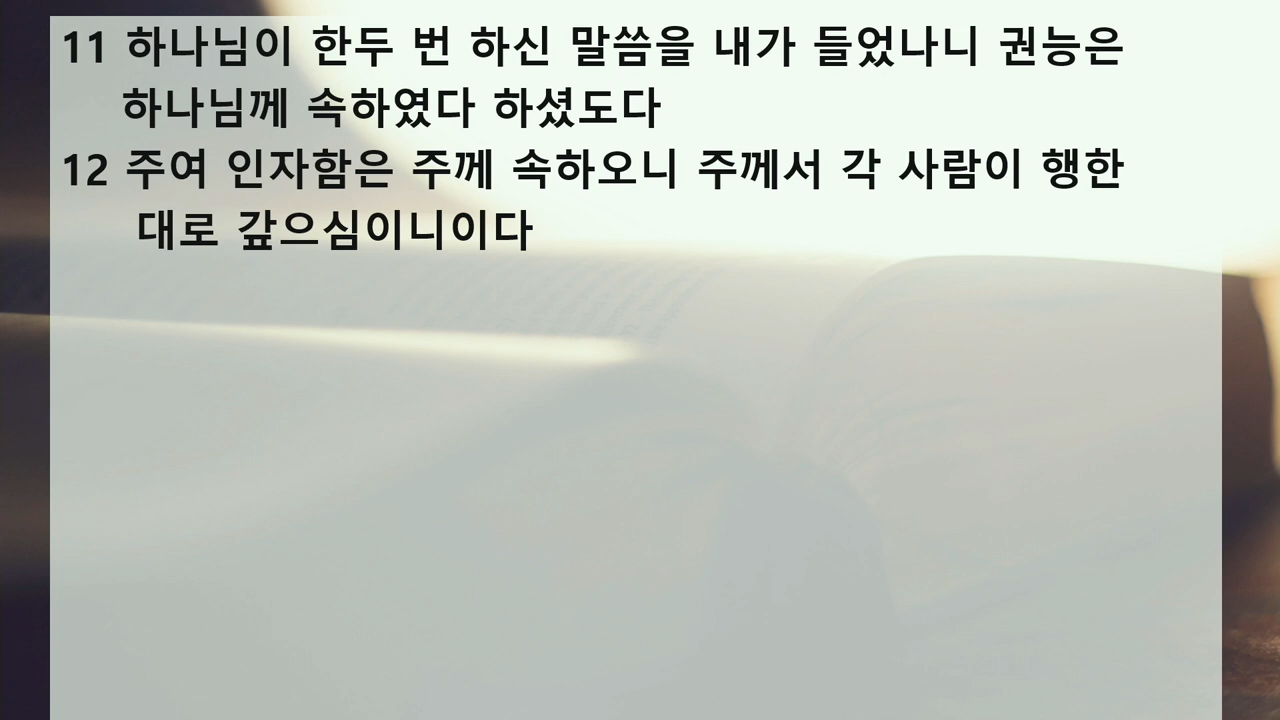 11 하나님이 한두 번 하신 말씀을 내가 들었나니 권능은
하나님께 속하였다 하셨도다
12 주여 인자함은 주께 속하오니 주께서 각 사람이 행한
대로 갚으심이니이다